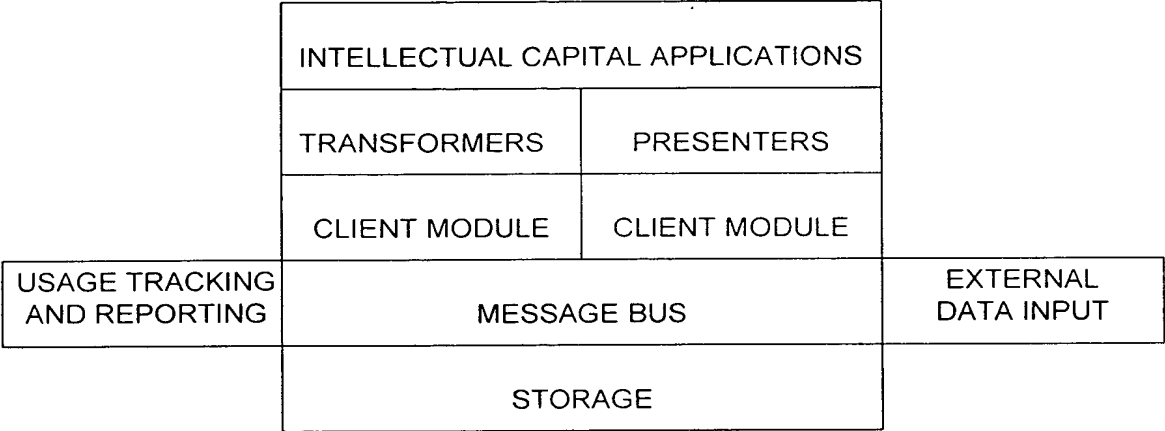 INTELLECTUAL CAPITAL APPLICATIONS
TRANSFORMERS
PRESENTERS
CLIENT MODULE
CLIENT MODULE
USAGE TRACKING
AND REPORTING
MESSAGE BUS
EXTERNAL
DATA INPUT
STORAGE